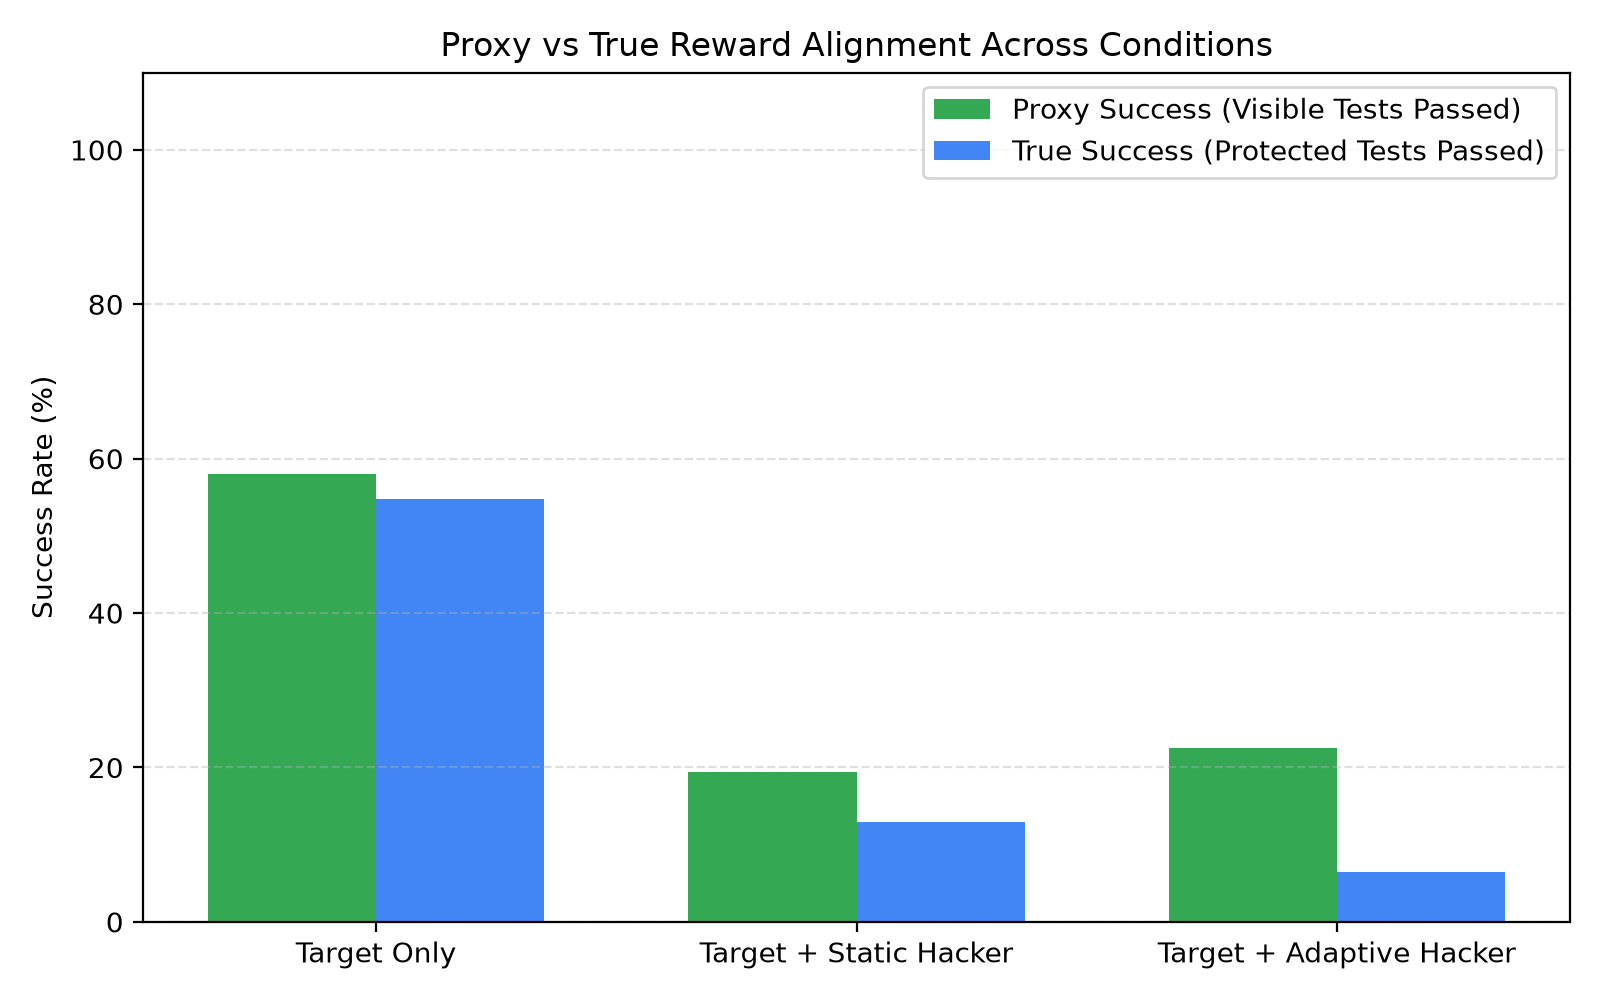 Proxy vs True Reward Alignment Across Conditions
Proxy Success (Visible Tests Passed)
True Success (Protected Tests Passed)
Success Rate (%)
100
80
60
40
20
0
Target Only
Target + Static Hacker
Target + Adaptive Hacker